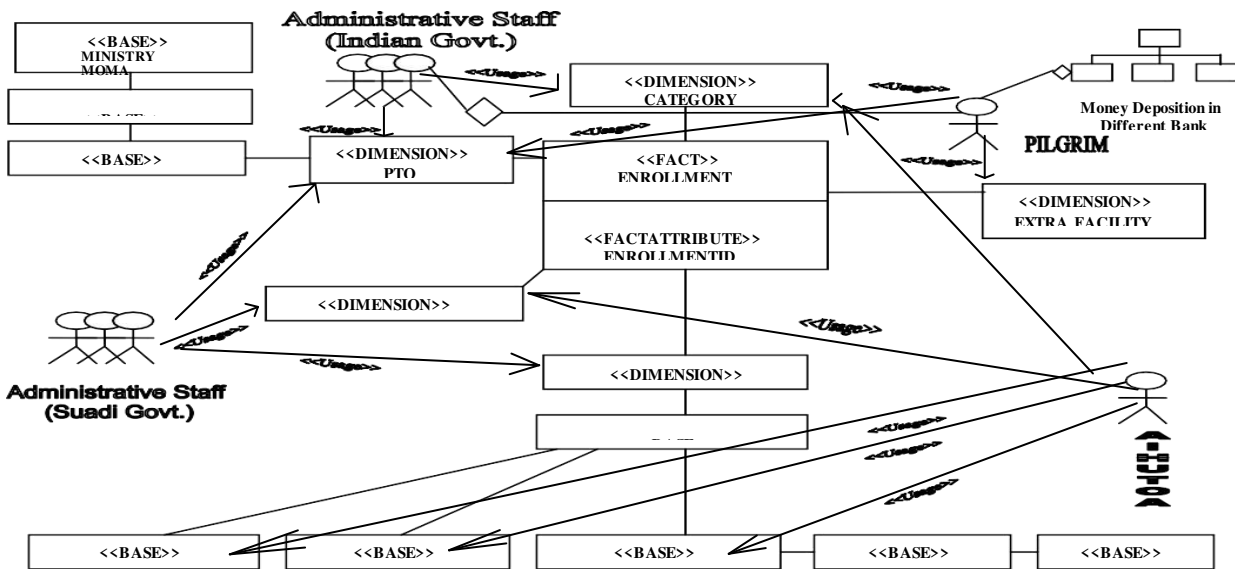 Administrative Staff
(Indian Govt.)
<<BASE>>
MINISTRY
MOMA
<<Usage>>
<<DIMENSION>>
CATEGORY
<<Usage>>
Money Deposition in
Different Bank
<<BASE>>
<<Usage>>
<<Usage>>
PILGRIM
<<BASE>>
<<DIMENSION>>
PTO
<<FACT>>
ENROLLMENT
<<Usage>>
<<DIMENSION>>
EXTRA FACILITY
<<FACTATTRIBUTE>>
ENROLLMENTID
<<Usage>>
<<DIMENSION>>
<<Usage>>
<<Usage>>
<<Usage>>
<<DIMENSION>>
Administrative Staff
(Suadi Govt.)
<<Usage>>
<<Usage>>
<<Usage>>
BASE
<<BASE>>
<<BASE>>
<<BASE>>
<<BASE>>
<<BASE>>